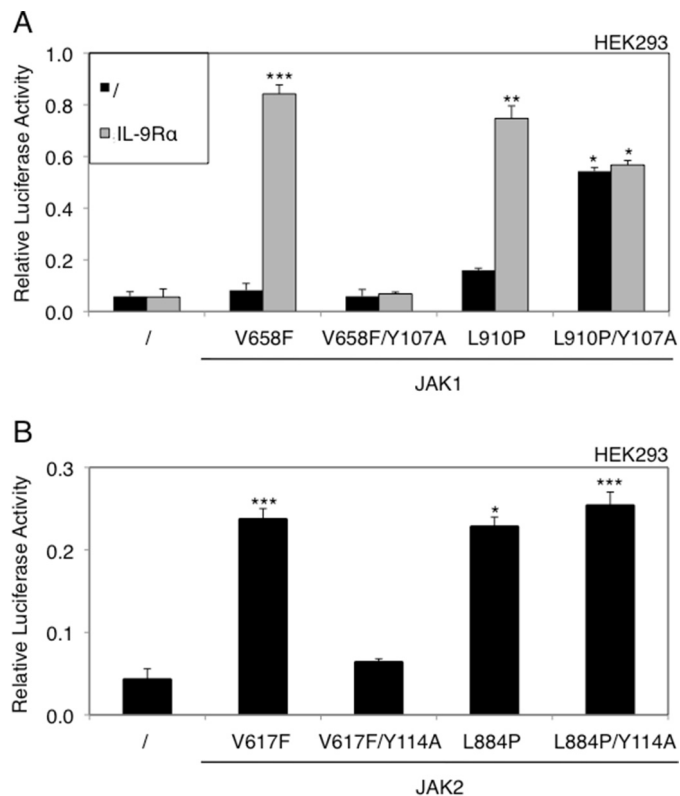 A
HEK293
Relative Luciferase Activity
1.0
0.8
0.6
0.4
0.2
0.0
/
IL-9Rα
***
**
*
*
/
V658F
V658F/Y107A
L910P
L910P/Y107A
JAK1
B
HEK293
Relative Luciferase Activity
0.3
0.2
0.1
0.0
***
*
***
/
V617F
V617F/Y114A
L884P
L884P/Y114A
JAK2